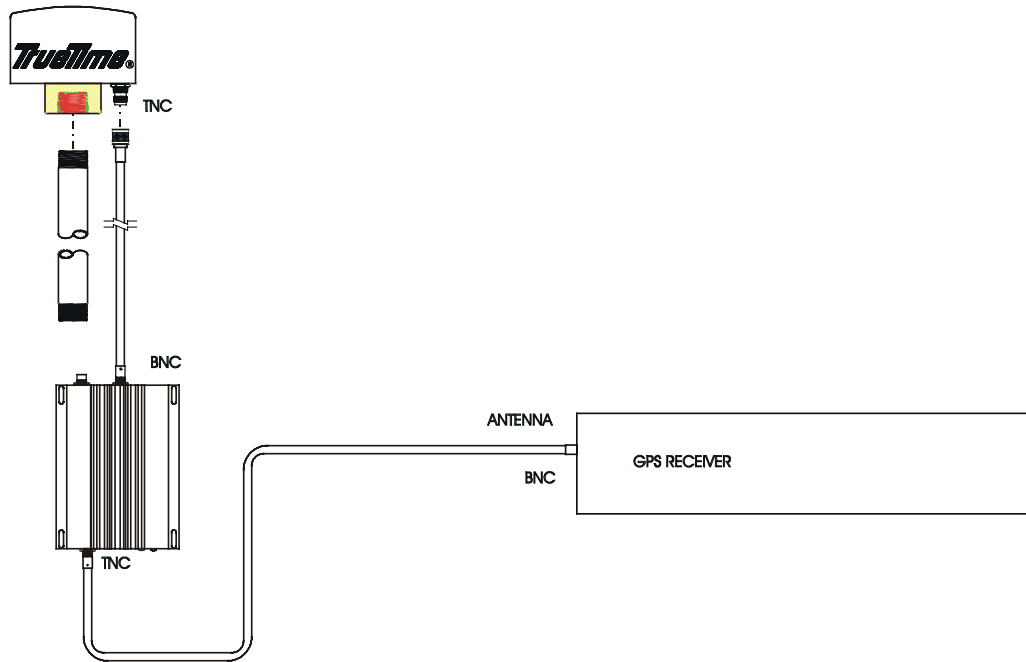 TrueTime®
TNC
BNC
ANTENNA
GPS RECEIVER
BNC
TNC